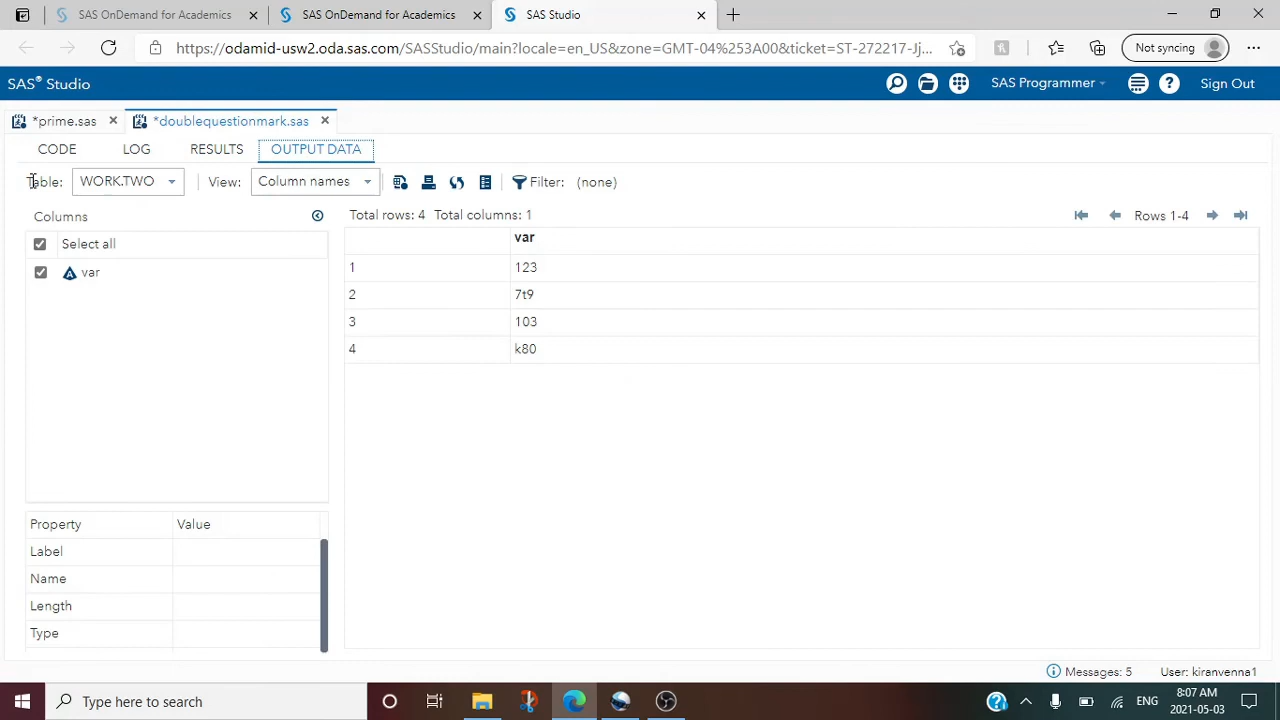 SAS OnDemand for Academics
SAS OnDemand for Academics
SAS Studio
https://odamid-usw2.oda.sas.com/SASStudio/main?locale=en_US&zone=GMT-04%253A00&ticket=ST-272217-Jj...
Not syncing
SAS® Studio
SAS Programmer
Sign Out
*prime.sas
*doublequestionmark.sas
CODE
LOG
RESULTS
OUTPUT DATA
Table:
WORK.TWO
View:
Column names
Filter: (none)
Columns
Total rows: 4 Total columns: 1
Rows 1-4
Select all
var
var
1 123
2 7t9
3 103
4 k80
Property Value
Label
Name
Length
Type
Messages: 5
User: kiranvenna1
Type here to search
ENG
8:07 AM
2021-05-03